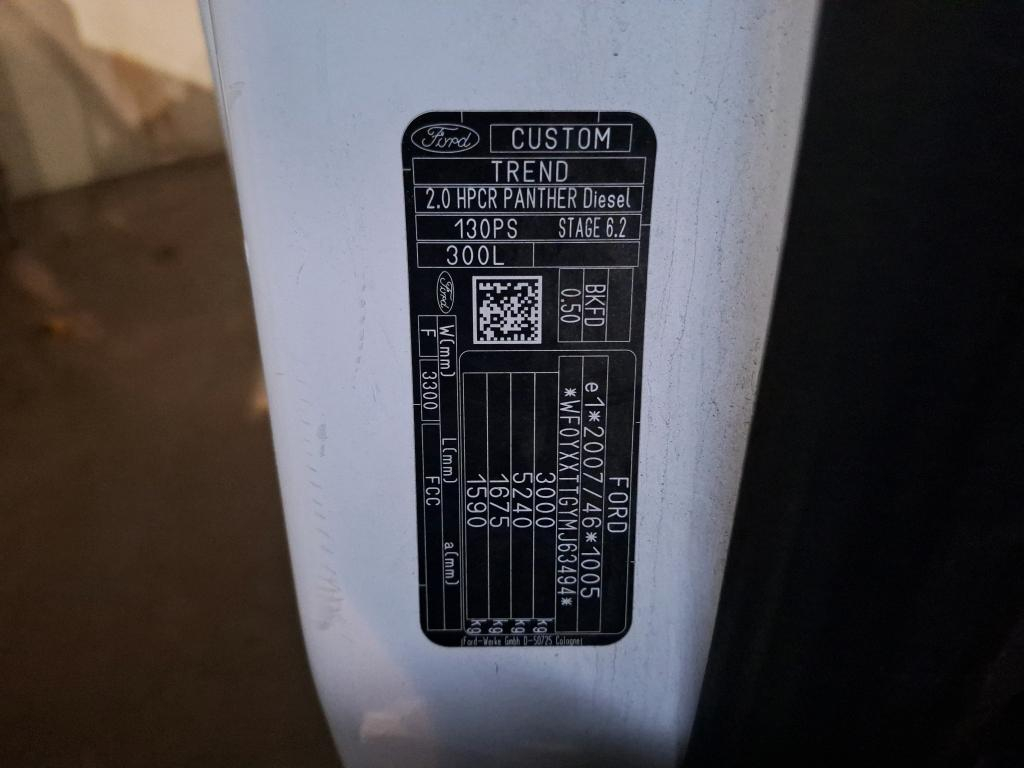 Ford
CUSTOM
TREND
2.0 HPCR PANTHER Diesel
130PS STAGE 6.2
300L
BKFD
0.50
Ford
FORD
e1*2007/46*1005
*WF0YXXTTGYMJ63494*
3000 kg
5240 kg
1675 kg
1590 kg
W(mm) L(mm) a(mm)
F 3300 FCC
(Ford-Werke GmbH D-50725 Cologne)